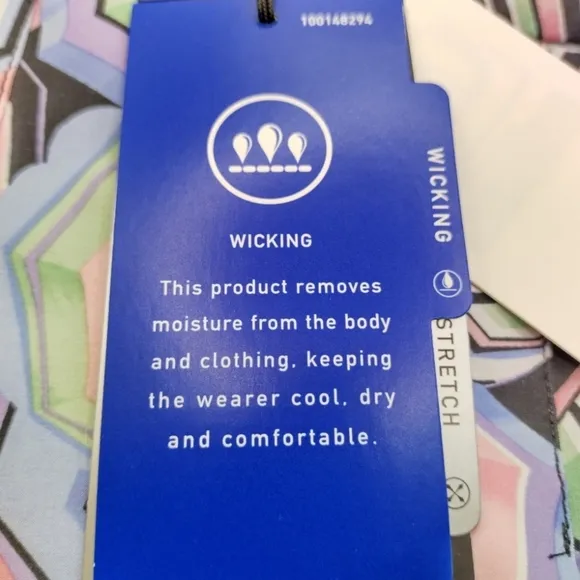 100148294
WICKING
This product removes
moisture from the body
and clothing, keeping
the wearer cool, dry
and comfortable.
WICKING
STRETCH